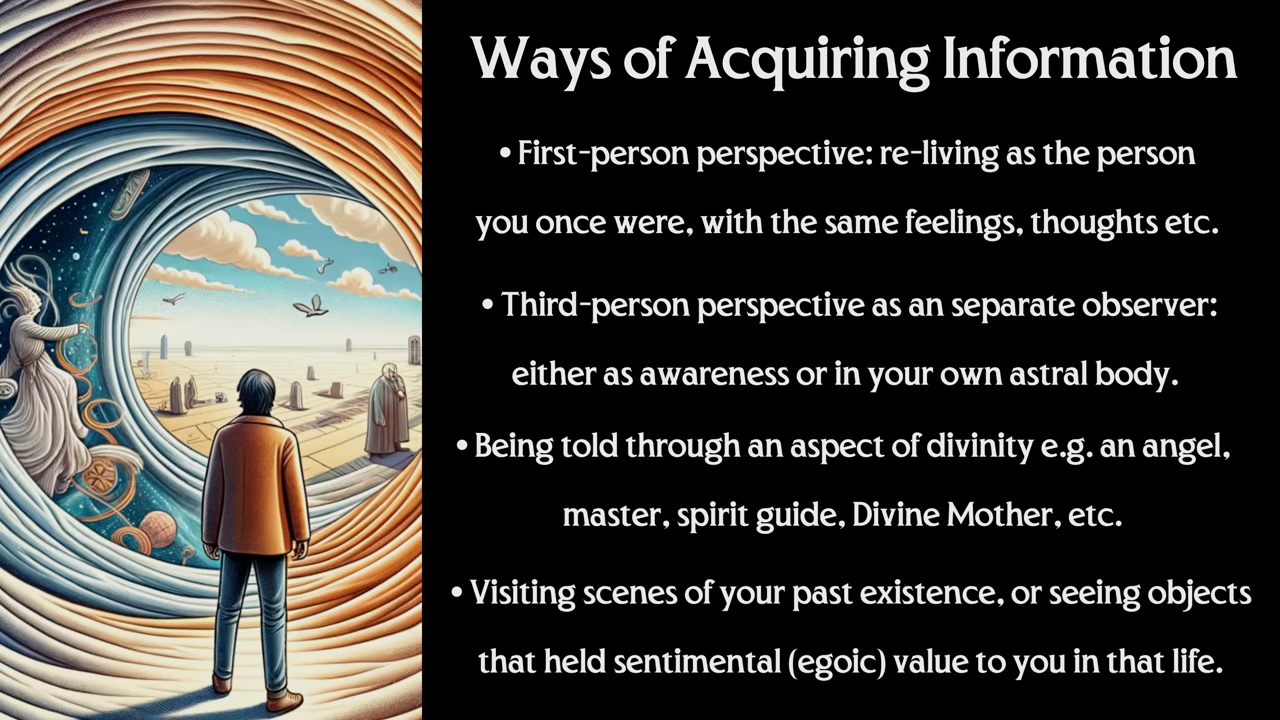 Ways of Acquiring Information
• First-person perspective: re-living as the person
you once were, with the same feelings, thoughts etc.
• Third-person perspective as an separate observer:
either as awareness or in your own astral body.
• Being told through an aspect of divinity e.g. an angel,
master, spirit guide, Divine Mother, etc.
• Visiting scenes of your past existence, or seeing objects
that held sentimental (egoic) value to you in that life.